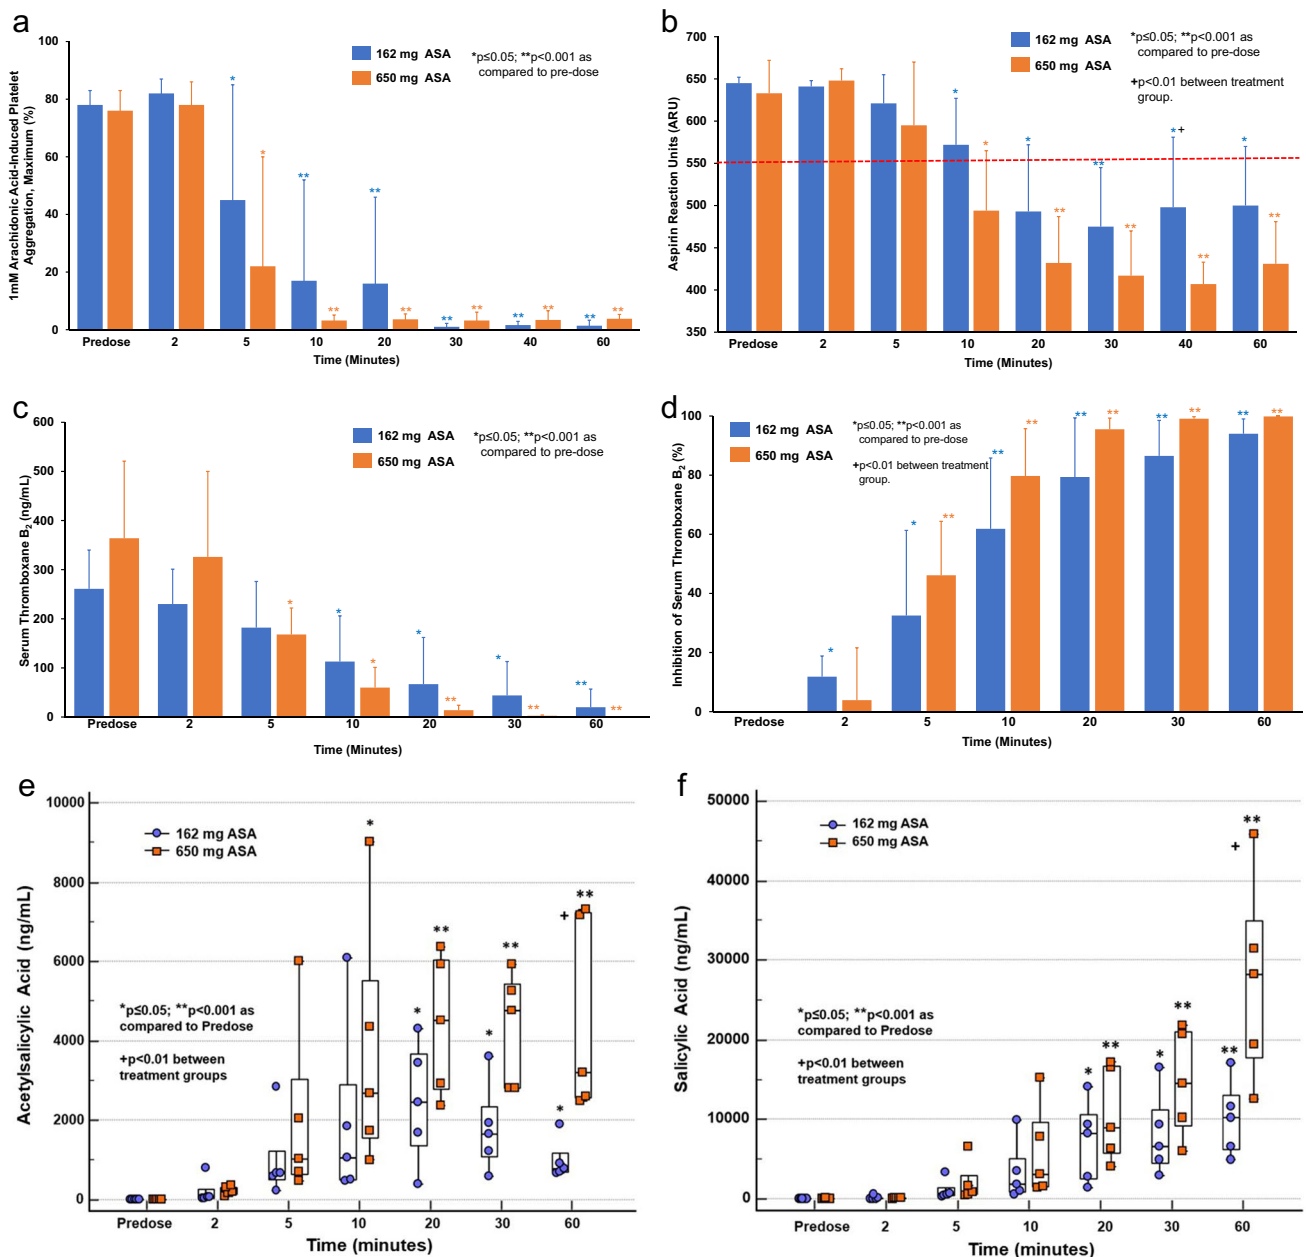 a
100
80
60
40
20
0
1mM Arachidonic Acid-Induced Platelet
Aggregation, Maximum (%)
162 mg ASA
650 mg ASA
*p≤0.05; **p<0.001 as
compared to pre-dose
*
*
**
**
**
**
**
**
**
**
**
**
Predose 2 5 10 20 30 40 60
Time (Minutes)
b
700
650
600
550
500
450
400
350
Aspirin Reaction Units (ARU)
162 mg ASA
650 mg ASA
*p≤0.05; **p<0.001 as
compared to pre-dose
+p<0.01 between treatment
group.
*
*
*
**
**
**
*+
**
*
**
Predose 2 5 10 20 30 40 60
Time (Minutes)
c
600
500
400
300
200
100
0
Serum Thromboxane B2 (ng/mL)
162 mg ASA
650 mg ASA
*p≤0.05; **p<0.001 as
compared to pre-dose
*
*
*
*
**
*
**
**
**
Predose 2 5 10 20 30 60
Time (Minutes)
d
100
80
60
40
20
0
Inhibition of Serum Thromboxane B2 (%)
162 mg ASA
650 mg ASA
*p≤0.05; **p<0.001 as
compared to pre-dose
+p<0.01 between treatment
group.
*
*
**
**
**
**
**
**
**
**
**
Predose 2 5 10 20 30 60
Time (Minutes)
e
10000
8000
6000
4000
2000
0
Acetylsalicylic Acid (ng/mL)
162 mg ASA
650 mg ASA
*p≤0.05; **p<0.001 as
compared to Predose
+p<0.01 between
treatment groups
*
*
**
*
**
*
+
**
Predose 2 5 10 20 30 60
Time (minutes)
f
50000
40000
30000
20000
10000
0
Salicylic Acid (ng/mL)
162 mg ASA
650 mg ASA
*p≤0.05; **p<0.001 as
compared to Predose
+p<0.01 between
treatment groups
*
**
*
**
**
+
**
Predose 2 5 10 20 30 60
Time (minutes)